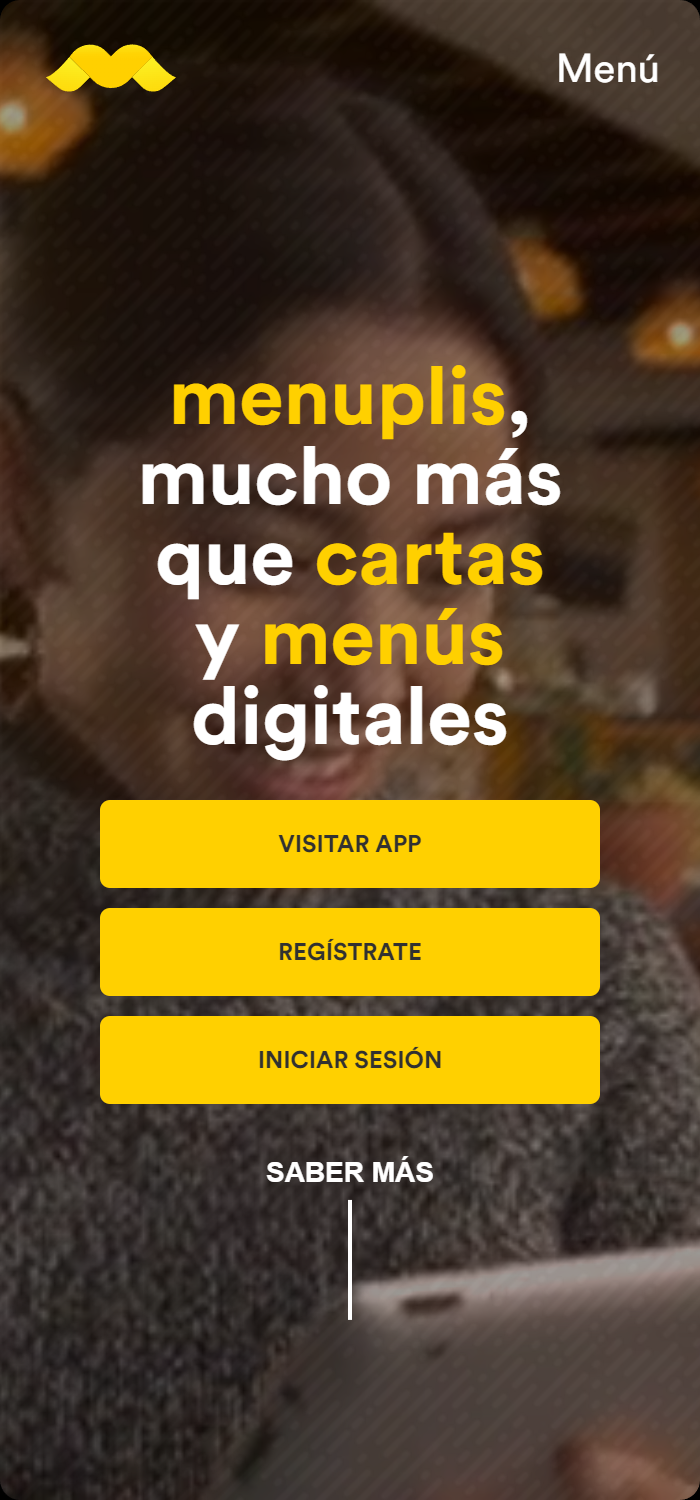 Menú
menuplis,
mucho más
que cartas
y menús
digitales
VISITAR APP
REGÍSTRATE
INICIAR SESIÓN
SABER MÁS